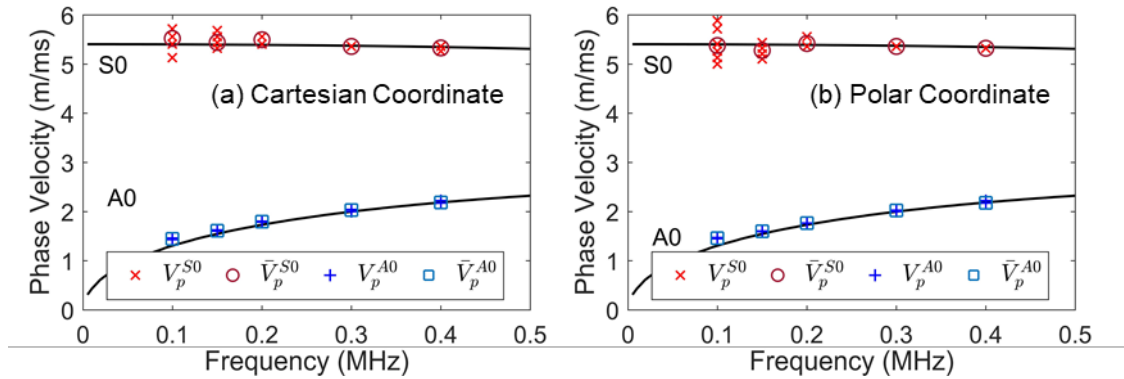 6
5
4
3
2
1
0
Phase Velocity (m/ms)
S0
(a) Cartesian Coordinate
A0
$V_p^{S0}$ $\bar{V}_p^{S0}$ $V_p^{A0}$ $\bar{V}_p^{A0}$
0 0.1 0.2 0.3 0.4 0.5
Frequency (MHz)
6
5
4
3
2
1
0
Phase Velocity (m/ms)
S0
(b) Polar Coordinate
A0
$V_p^{S0}$ $\bar{V}_p^{S0}$ $V_p^{A0}$ $\bar{V}_p^{A0}$
0 0.1 0.2 0.3 0.4 0.5
Frequency (MHz)